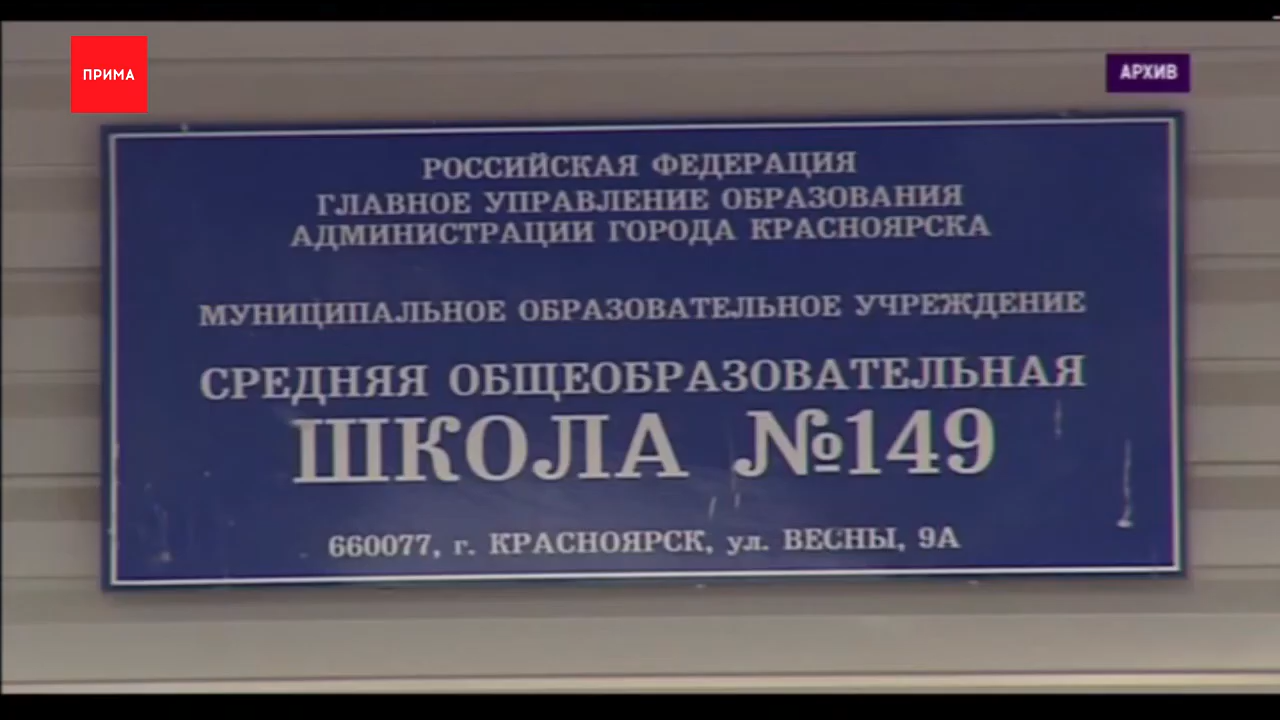 ПРИМА
АРХИВ
РОССИЙСКАЯ ФЕДЕРАЦИЯ
ГЛАВНОЕ УПРАВЛЕНИЕ ОБРАЗОВАНИЯ
АДМИНИСТРАЦИИ ГОРОДА КРАСНОЯРСКА
МУНИЦИПАЛЬНОЕ ОБРАЗОВАТЕЛЬНОЕ УЧРЕЖДЕНИЕ
СРЕДНЯЯ ОБЩЕОБРАЗОВАТЕЛЬНАЯ
ШКОЛА №149
660077, г. КРАСНОЯРСК, ул. ВЕСНЫ, 9А